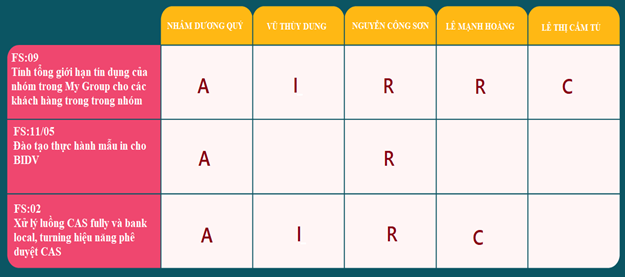 NHÂM DƯƠNG QUÝ
VŨ THÙY DUNG
NGUYỄN CÔNG SƠN
LÊ MẠNH HOÀNG
LÊ THỊ CẨM TÚ
FS:09
Tính tổng giới hạn tín dụng của
nhóm trong My Group cho các
khách hàng trong trong nhóm
A
I
R
R
C
FS:11/05
Đào tạo thực hành mẫu in cho
BIDV
A
R
FS:02
Xử lý luồng CAS fully và bank
local, turning hiệu năng phê
duyệt CAS
A
I
R
C